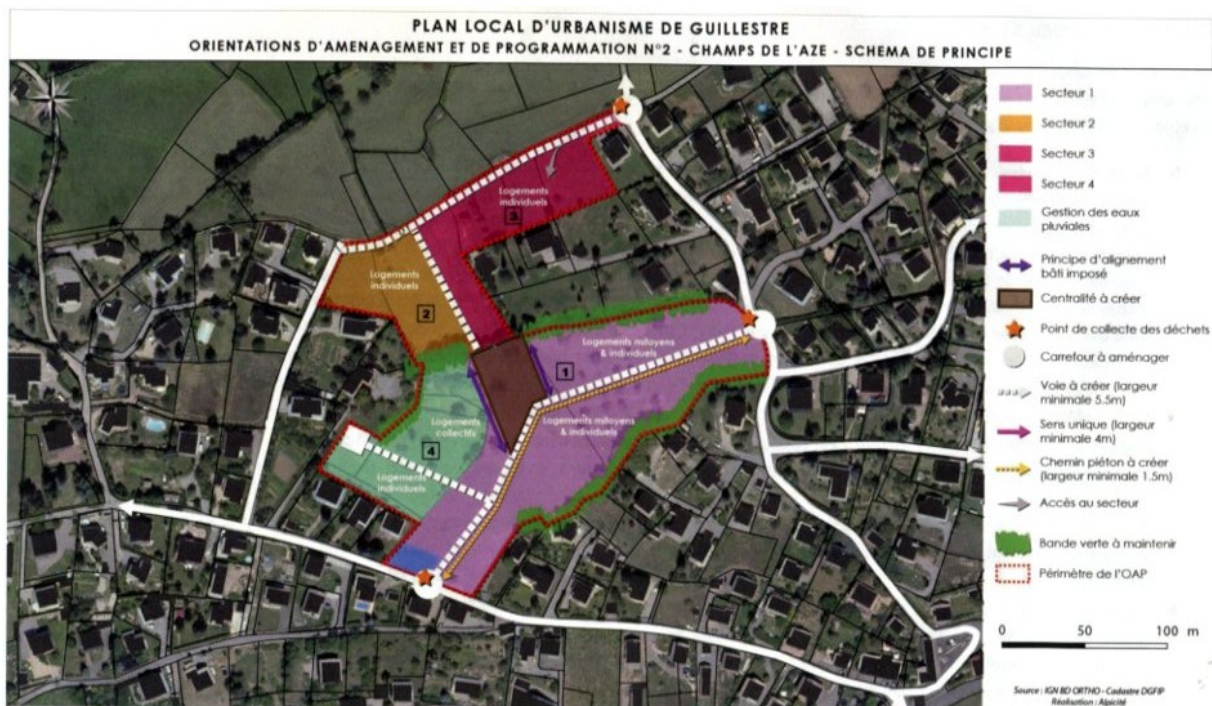 PLAN LOCAL D'URBANISME DE GUILLESTRE
ORIENTATIONS D'AMENAGEMENT ET DE PROGRAMMATION N°2 - CHAMPS DE L'AZE - SCHEMA DE PRINCIPE
Logements
individuels
3
Logements
individuels
2
Logements mitoyens
& individuels
1
Logements mitoyens
& individuels
Logements
collectifs
4
Logements
individuels
Secteur 1
Secteur 2
Secteur 3
Secteur 4
Gestion des eaux
pluviales
Principe d'alignement
bâti imposé
Centralité à créer
Point de collecte des déchets
Carrefour à aménager
Voie à créer (largeur
minimale 5.5m)
Sens unique (largeur
minimale 4m)
Chemin piéton à créer
(largeur minimale 1.5m)
Accès au secteur
Bande verte à maintenir
Périmètre de l'OAP
0 50 100 m
Source : IGN BD ORTHO - Cadastre DGFIP
Réalisation : Alpicité